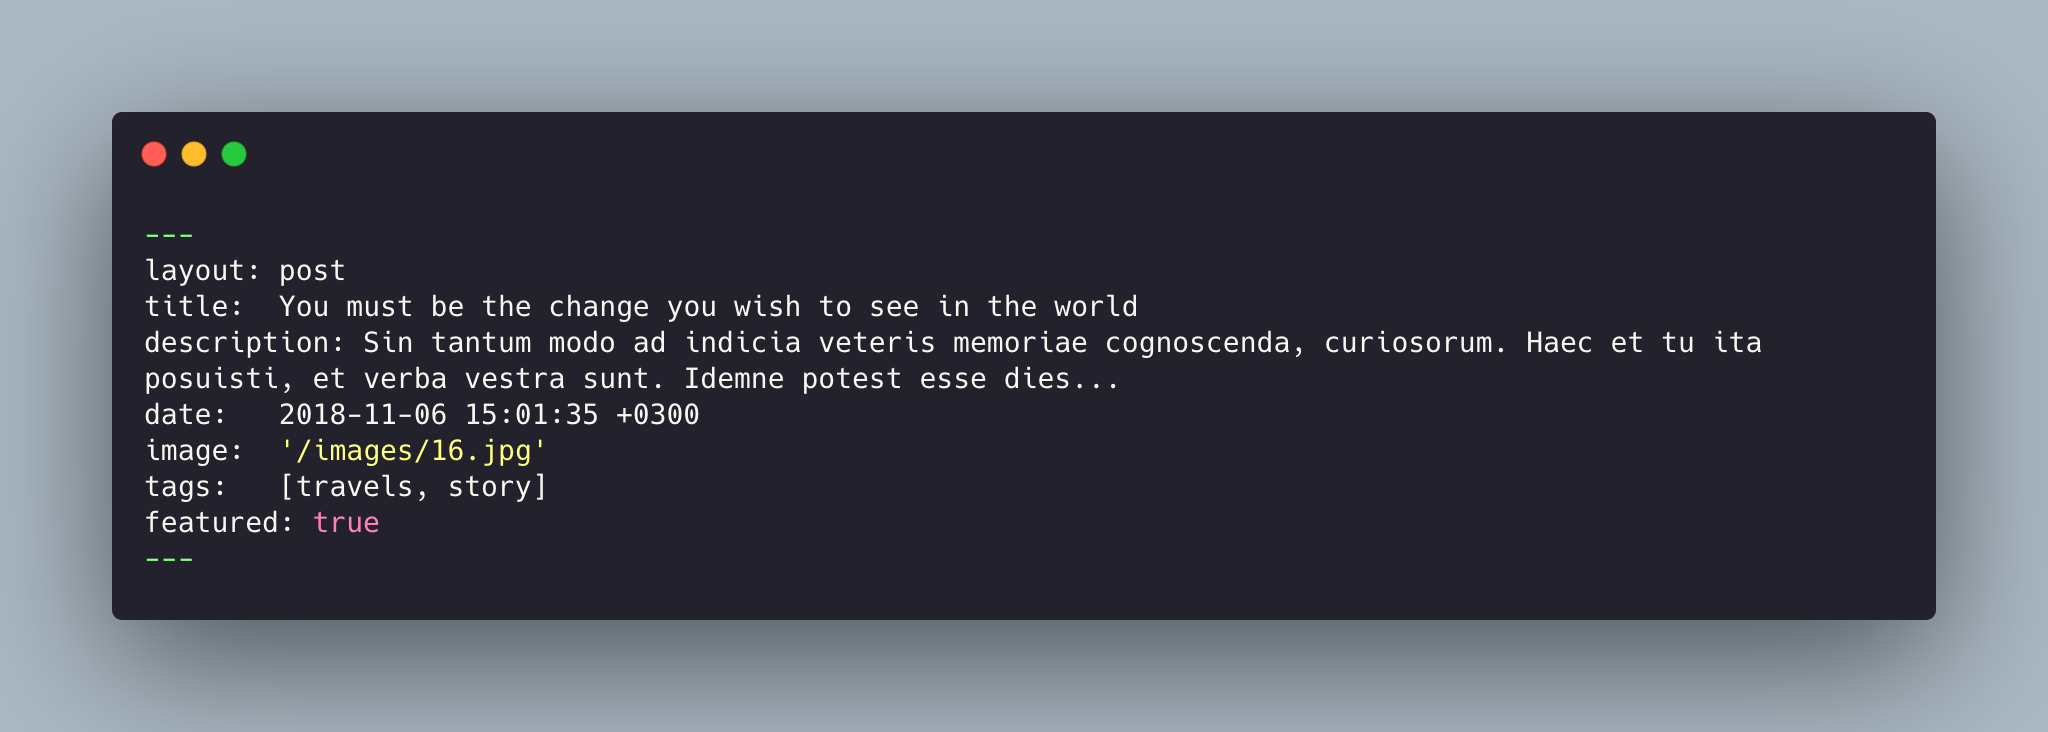 ---
layout: post
title:  You must be the change you wish to see in the world
description: Sin tantum modo ad indicia veteris memoriae cognoscenda, curiosorum. Haec et tu ita
posuisti, et verba vestra sunt. Idemne potest esse dies...
date:   2018-11-06 15:01:35 +0300
image:  '/images/16.jpg'
tags:   [travels, story]
featured: true
---